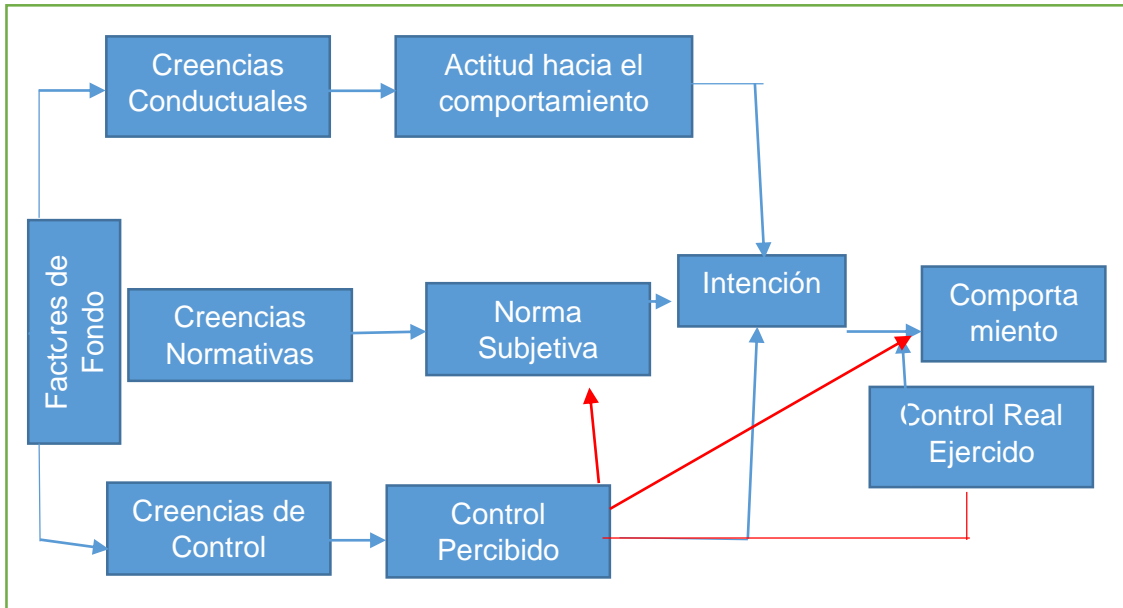 Creencias
Conductuales
Actitud hacia el
comportamiento
Factores de
Fondo
Creencias
Normativas
Norma
Subjetiva
Intención
Comporta
miento
Control Real
Ejercido
Creencias de
Control
Control
Percibido